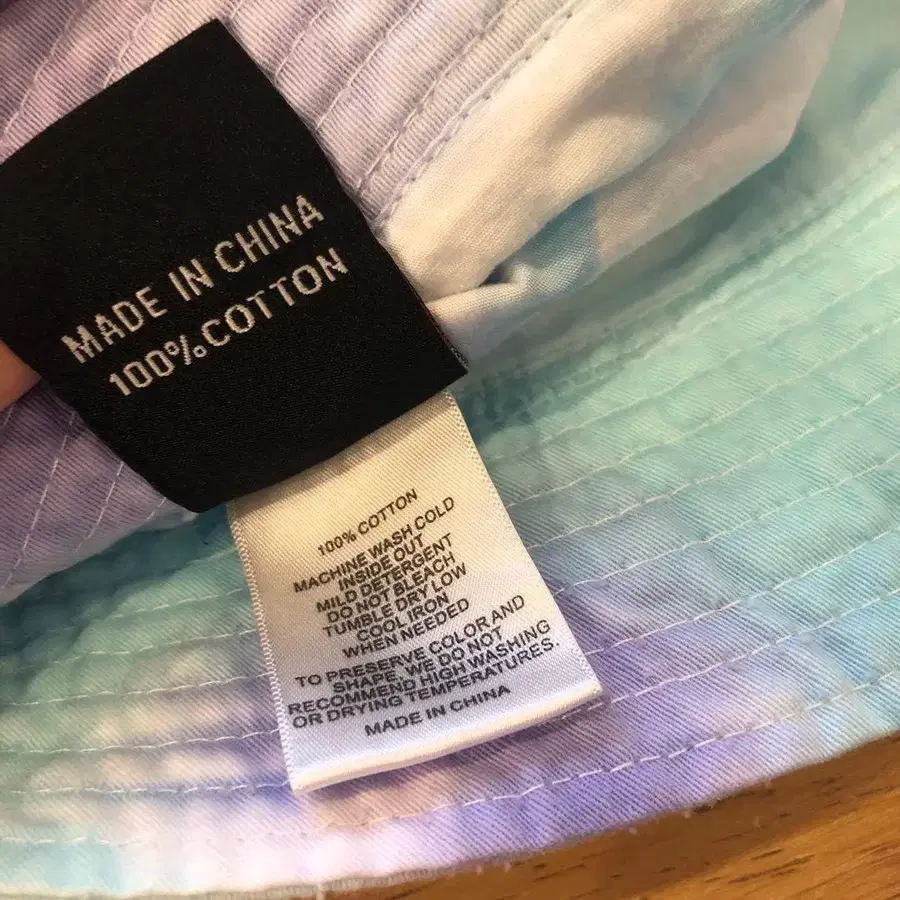 MADE IN CHINA
100% COTTON
100% COTTON
MACHINE WASH COLD
INSIDE OUT
MILD DETERGENT
DO NOT BLEACH
TUMBLE DRY LOW
COOL IRON
WHEN NEEDED
TO PRESERVE COLOR AND
SHAPE, WE DO NOT
RECOMMEND HIGH WASHING
OR DRYING TEMPERATURES.
MADE IN CHINA